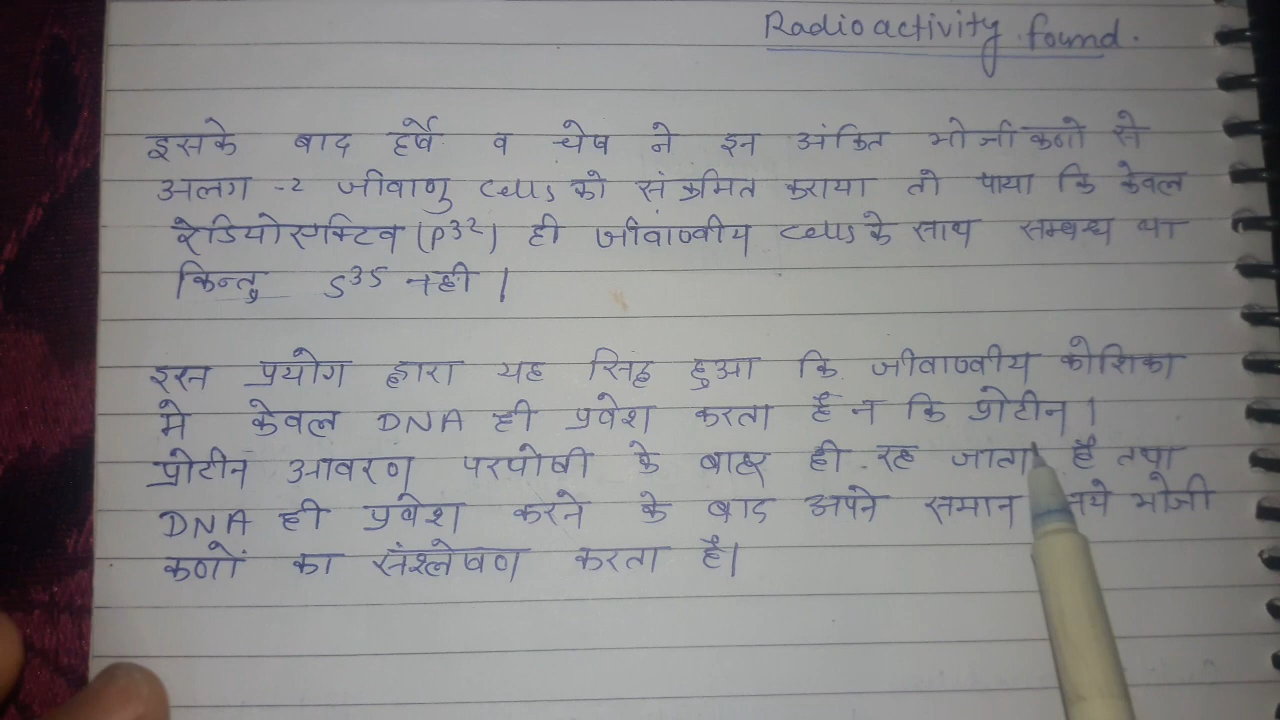 Radioactivity found.
इसके बाद हर्षे व चेष ने इन अंकित भोजी कणो से
अलग -२ जीवाणु cells को संक्रमित कराया तो पाया कि केवल
रेडियोएक्टिव (P32) ही जीवाण्वीय cells के साथ सम्बन्ध था
किन्तु S35 नही ।
इस प्रयोग द्वारा यह सिद्ध हुआ कि जीवाण्वीय कोशिका
मे केवल DNA ही प्रवेश करता है न कि प्रोटीन ।
प्रोटीन आवरण परपोषी के बाहर ही रह जाता है तथा
DNA ही प्रवेश करने के बाद अपने समान नये भोजी
कणों का संश्लेषण करता है।